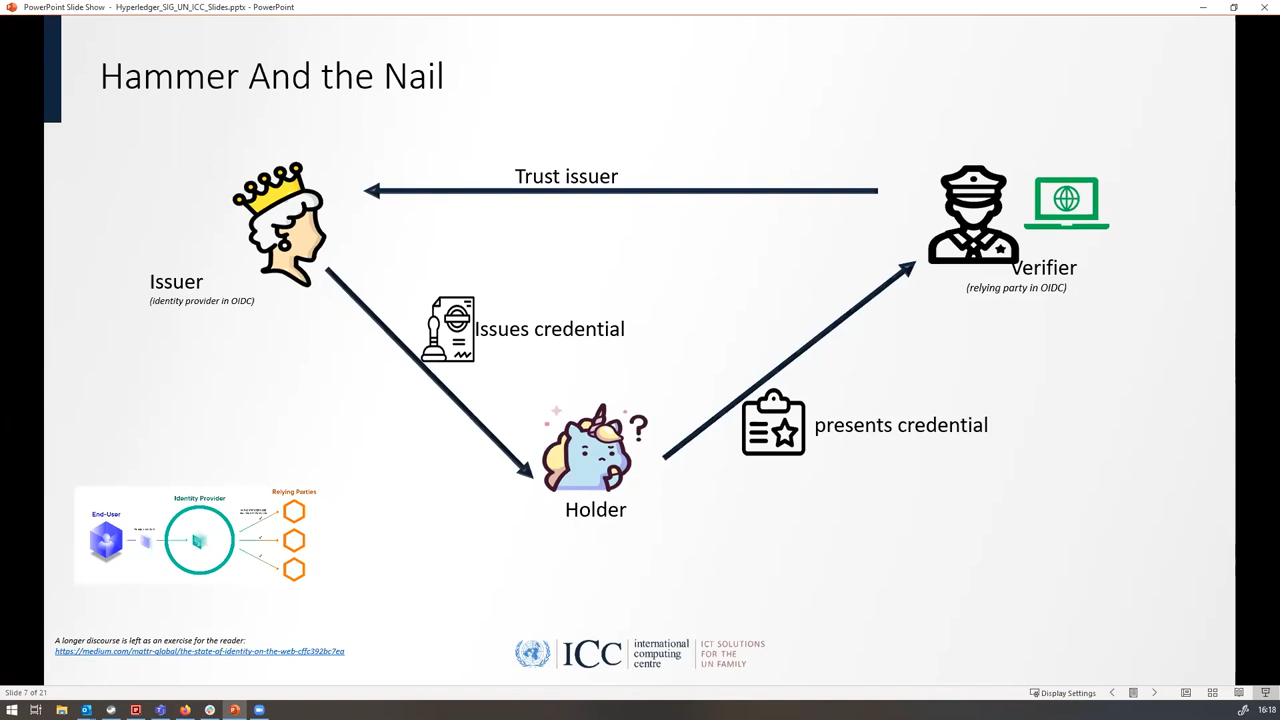 PowerPoint Slide Show - Hyperledger_SIG_UN_ICC_Slides.pptx - PowerPoint
Hammer And the Nail
Trust issuer
Issuer
(identity provider in OIDC)
Verifier
(relying party in OIDC)
Issues credential
?
presents credential
Holder
Relying Parties
Identity Provider
End-User
A longer discourse is left as an exercise for the reader:
https://medium.com/mattr-global/the-state-of-identity-on-the-web-cffc392bc7ea
ICC
international
computing
centre
ICT SOLUTIONS
FOR THE
UN FAMILY
Slide 7 of 21
Display Settings
16:18